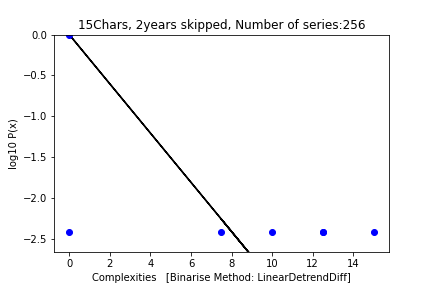 15Chars, 2years skipped, Number of series:256
0.0
−0.5
−1.0
−1.5
−2.0
−2.5
log10 P(x)
0 2 4 6 8 10 12 14
Complexities [Binarise Method: LinearDetrendDiff]